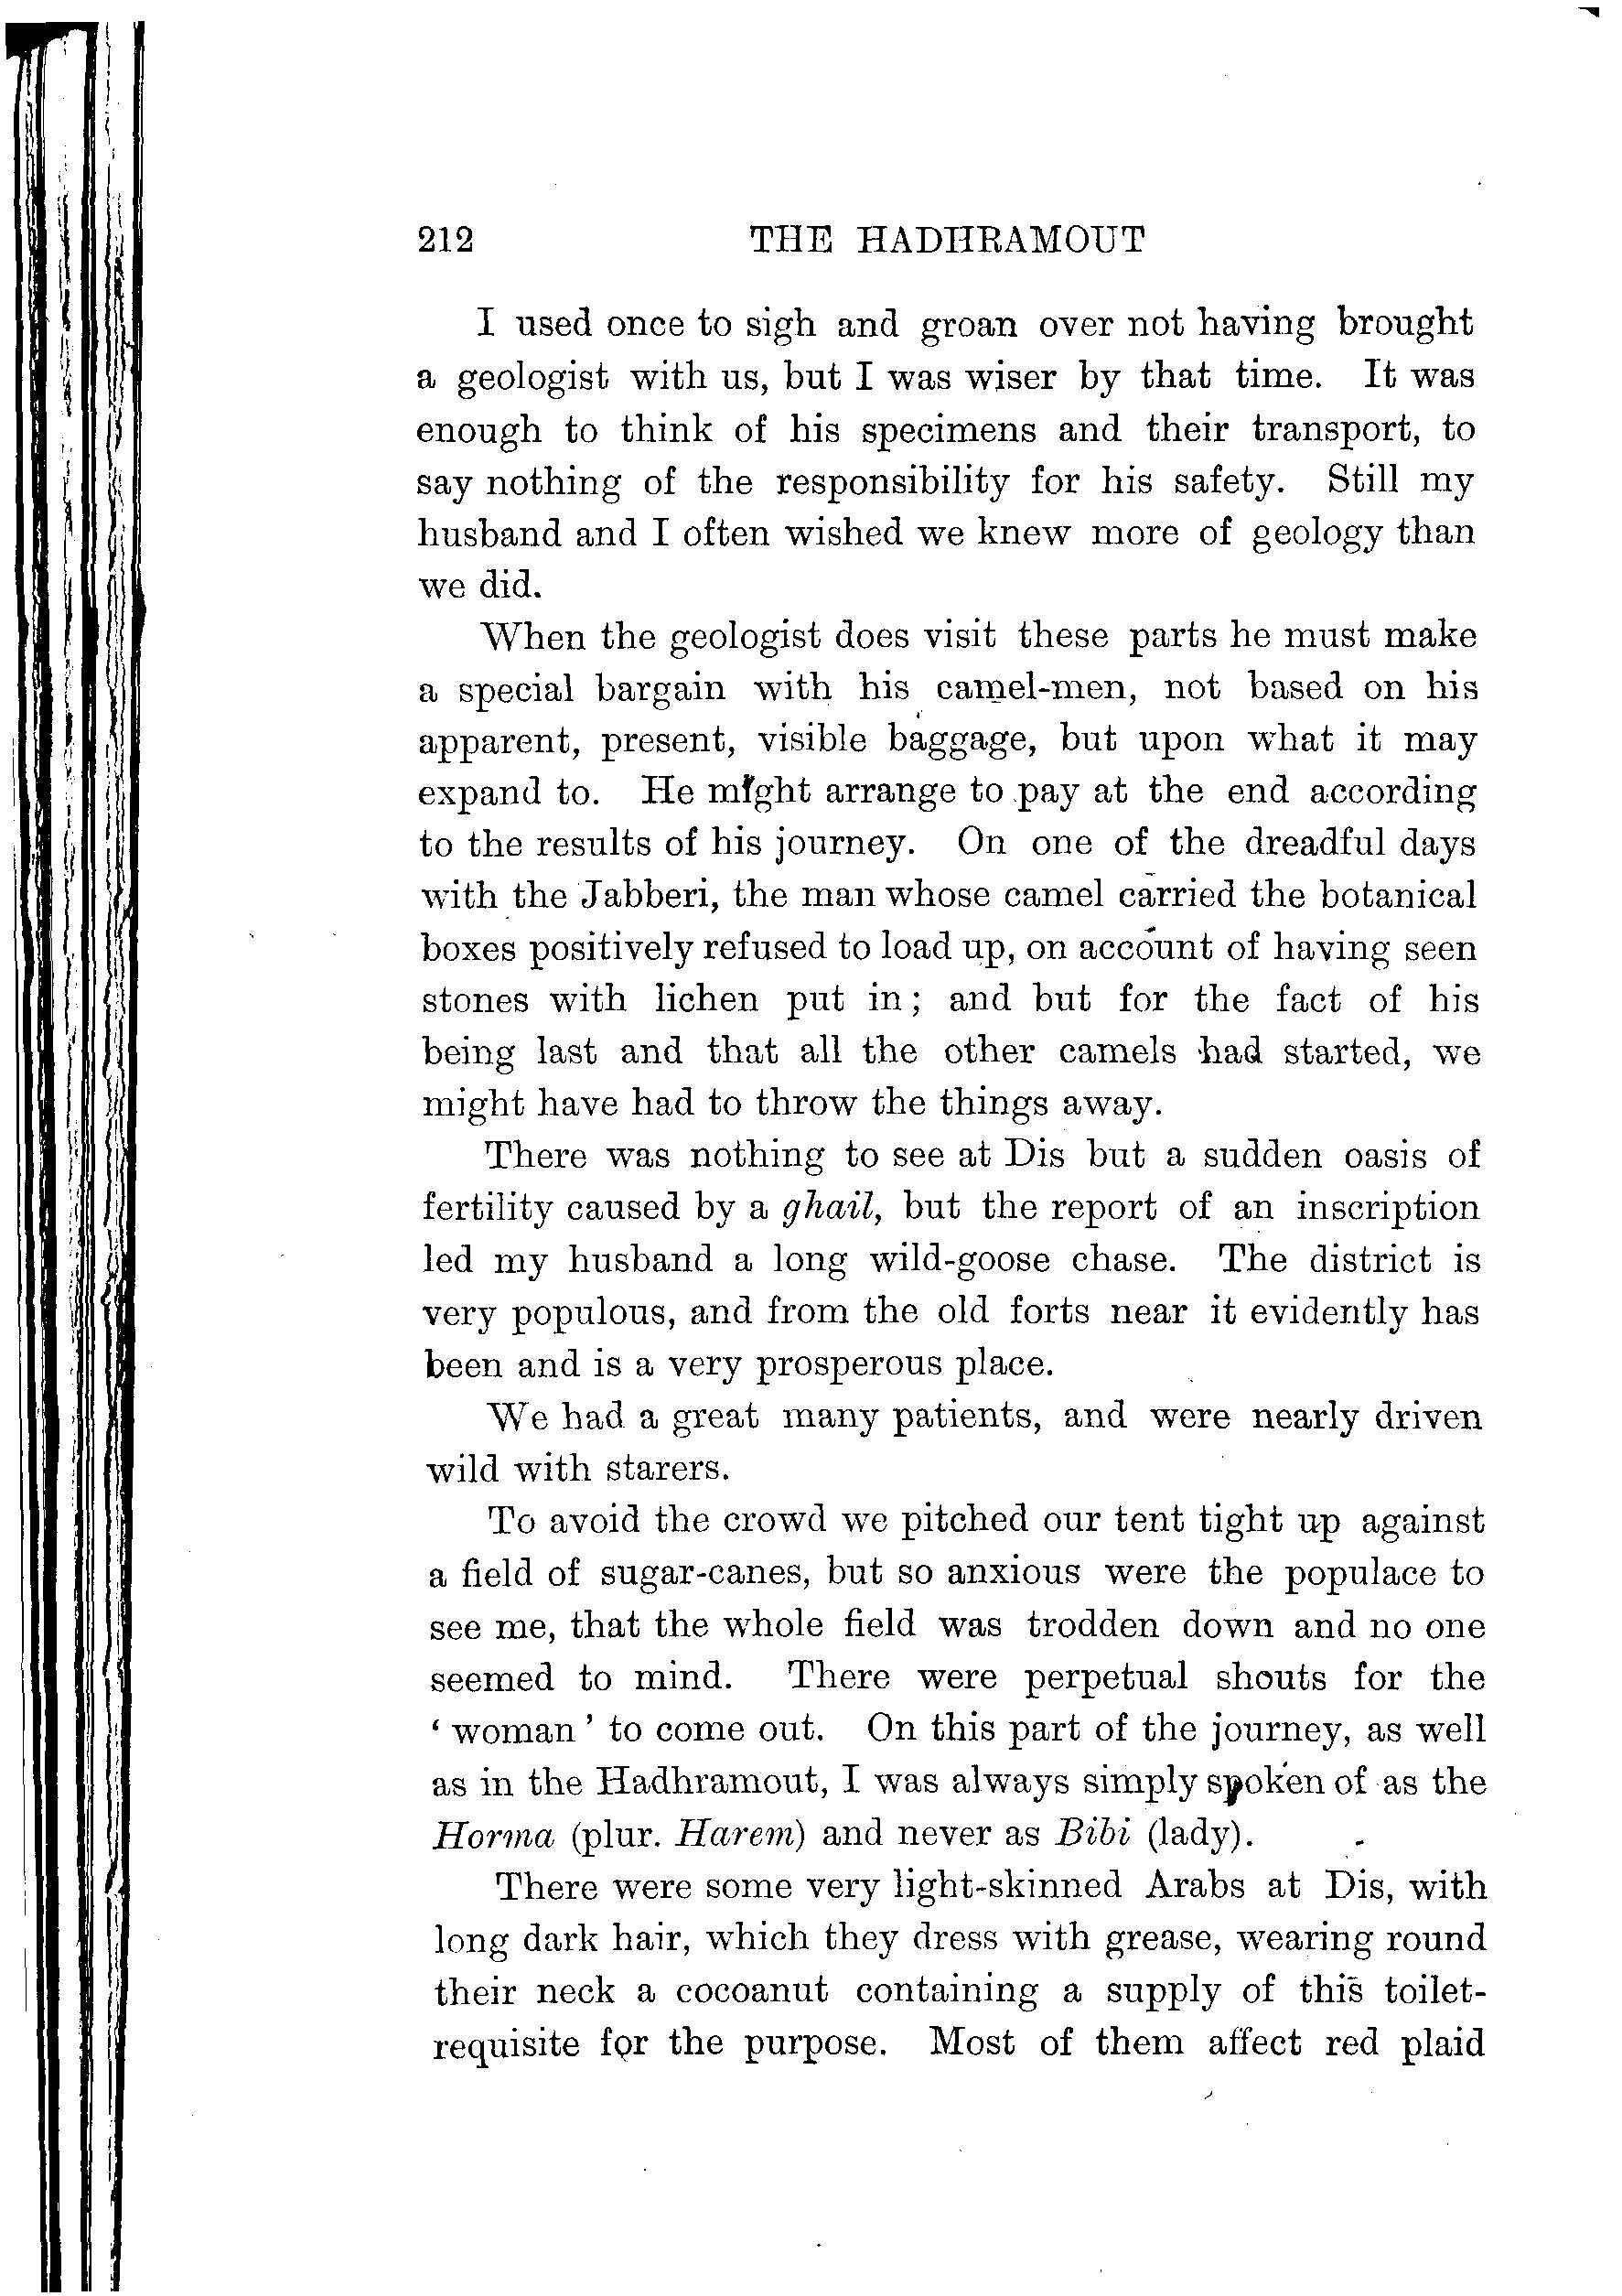 212 THE HADHRAMOUT
I used once to sigh and groan over not having brought
a geologist with us, but I was wiser by that time. It was
enough to think of his specimens and their transport, to
say nothing of the responsibility for his safety. Still my
husband and I often wished we knew more of geology than
we did.
When the geologist does visit these parts he must make
a special bargain with his camel-men, not based on his
apparent, present, visible baggage, but upon what it may
expand to. He might arrange to pay at the end according
to the results of his journey. On one of the dreadful days
with the Jabberi, the man whose camel carried the botanical
boxes positively refused to load up, on account of having seen
stones with lichen put in; and but for the fact of his
being last and that all the other camels had started, we
might have had to throw the things away.
There was nothing to see at Dis but a sudden oasis of
fertility caused by a ghail, but the report of an inscription
led my husband a long wild-goose chase. The district is
very populous, and from the old forts near it evidently has
been and is a very prosperous place.
We had a great many patients, and were nearly driven
wild with starers.
To avoid the crowd we pitched our tent tight up against
a field of sugar-canes, but so anxious were the populace to
see me, that the whole field was trodden down and no one
seemed to mind. There were perpetual shouts for the
‘ woman ’ to come out. On this part of the journey, as well
as in the Hadhramout, I was always simply spoken of as the
Horma (plur. Harem) and never as Bibi (lady).
There were some very light-skinned Arabs at Dis, with
long dark hair, which they dress with grease, wearing round
their neck a cocoanut containing a supply of this toilet-
requisite for the purpose. Most of them affect red plaid